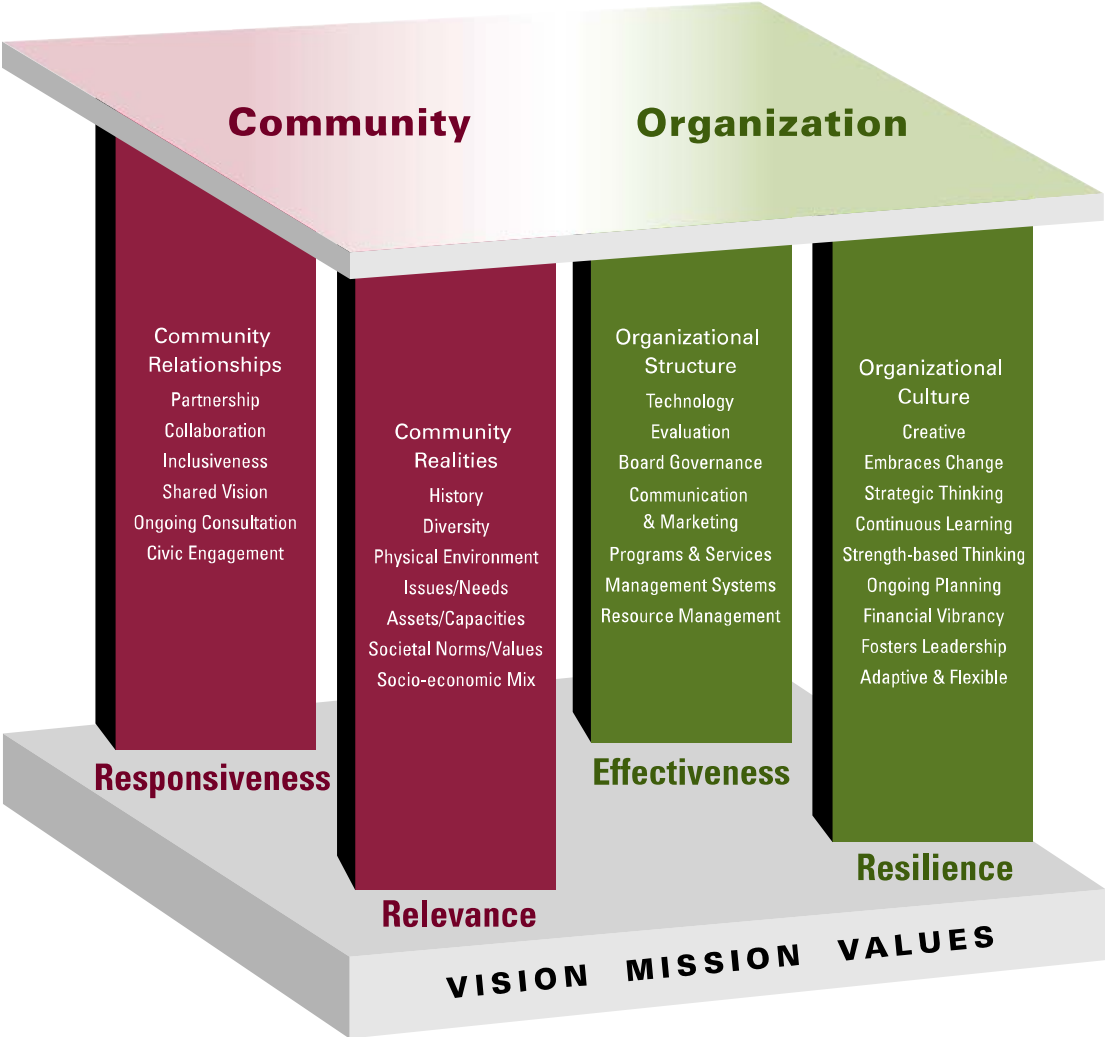 Community
Organization
Community
Relationships
Partnership
Collaboration
Inclusiveness
Shared Vision
Ongoing Consultation
Civic Engagement
Responsiveness
Community
Realities
History
Diversity
Physical Environment
Issues/Needs
Assets/Capacities
Societal Norms/Values
Socio-economic Mix
Relevance
Organizational
Structure
Technology
Evaluation
Board Governance
Communication
& Marketing
Programs & Services
Management Systems
Resource Management
Effectiveness
Organizational
Culture
Creative
Embraces Change
Strategic Thinking
Continuous Learning
Strength-based Thinking
Ongoing Planning
Financial Vibrancy
Fosters Leadership
Adaptive & Flexible
Resilience
VISION MISSION VALUES